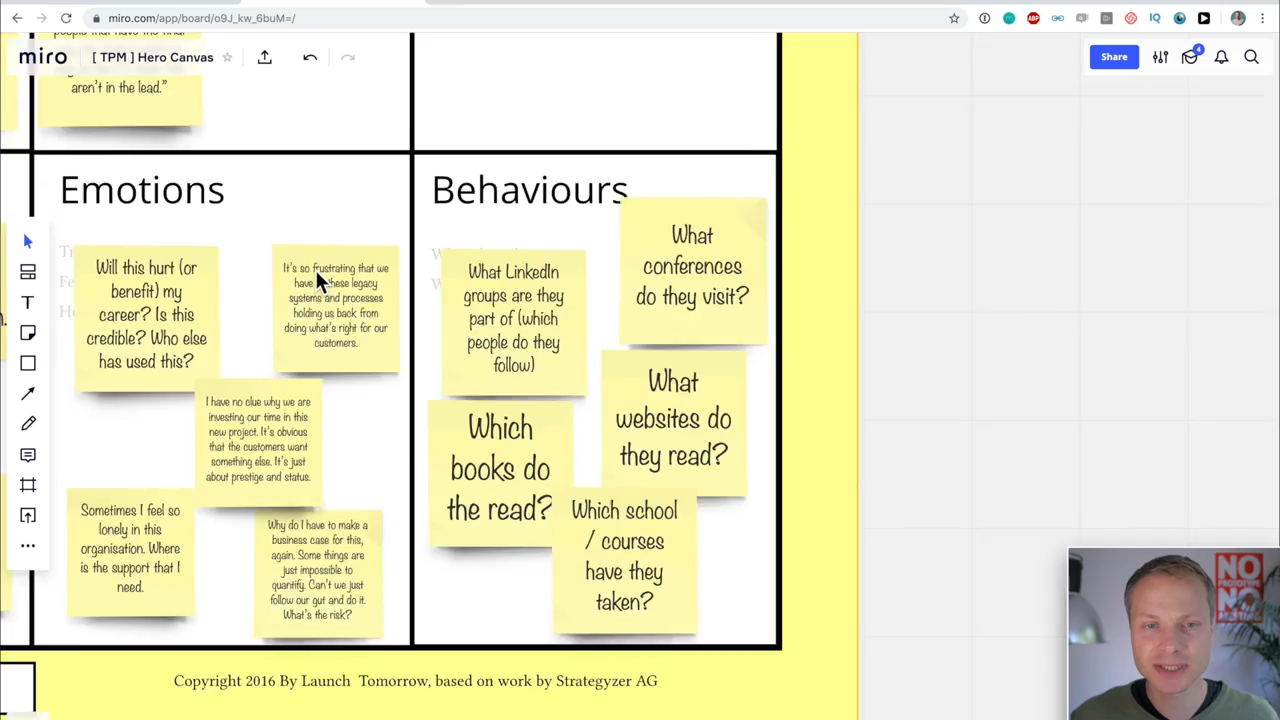 miro.com/app/board/o9J_kw_6buM=/
miro
[ TPM ] Hero Canvas
Share
4
aren't in the lead."
Emotions
Behaviours
Will this hurt (or
benefit) my
career? Is this
credible? Who else
has used this?
It's so frustrating that we
have these legacy
systems and processes
holding us back from
doing what's right for our
customers.
I have no clue why we are
investing our time in this
new project. It's obvious
that the customers want
something else. It's just
about prestige and status.
Sometimes I feel so
lonely in this
organisation. Where
is the support that I
need.
Why do I have to make a
business case for this,
again. Some things are
just impossible to
quantify. Can't we just
follow our gut and do it.
What's the risk?
What LinkedIn
groups are they
part of (which
people do they
follow)
What
conferences
do they visit?
What
websites do
they read?
Which
books do
the read?
Which school
/ courses
have they
taken?
Copyright 2016 By Launch Tomorrow, based on work by Strategyzer AG
NO
PROTOTYPE
NO